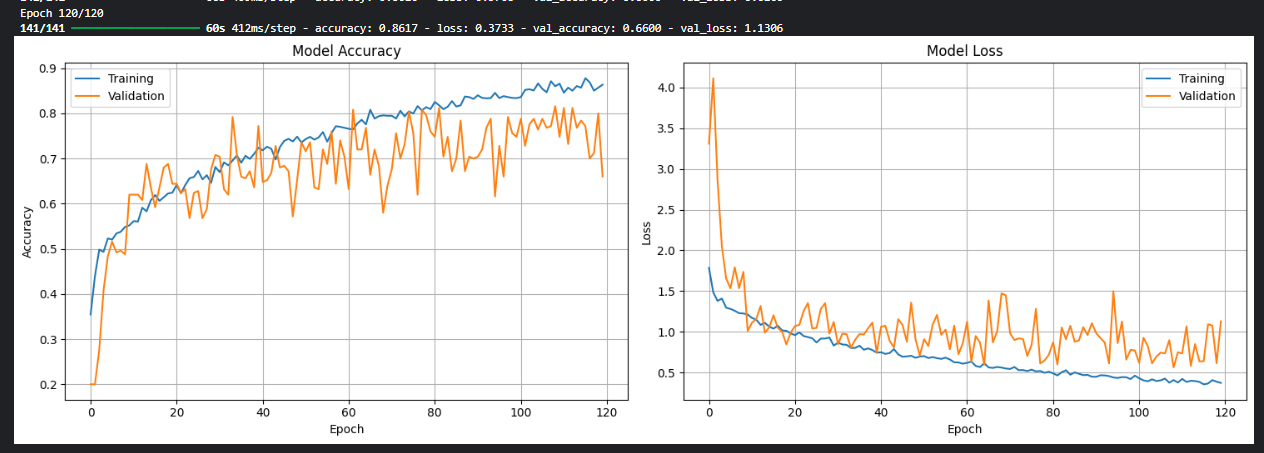 Epoch 120/120
141/141 60s 412ms/step - accuracy: 0.8617 - loss: 0.3733 - val_accuracy: 0.6600 - val_loss: 1.1306
Model Accuracy
Training
Validation
0.9
0.8
0.7
0.6
0.5
0.4
0.3
0.2
Accuracy
0 20 40 60 80 100 120
Epoch
Model Loss
Training
Validation
4.0
3.5
3.0
2.5
2.0
1.5
1.0
0.5
Loss
0 20 40 60 80 100 120
Epoch